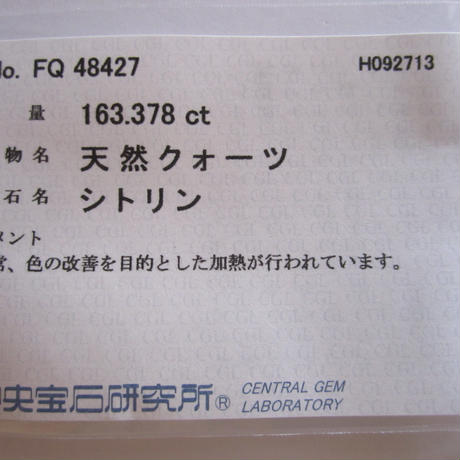 No. FQ 48427 H092713
量 163.378 ct
物名 天然クォーツ
石名 シトリン
メント
常、色の改善を目的とした加熱が行われています。
中央宝石研究所® CENTRAL GEM
LABORATORY